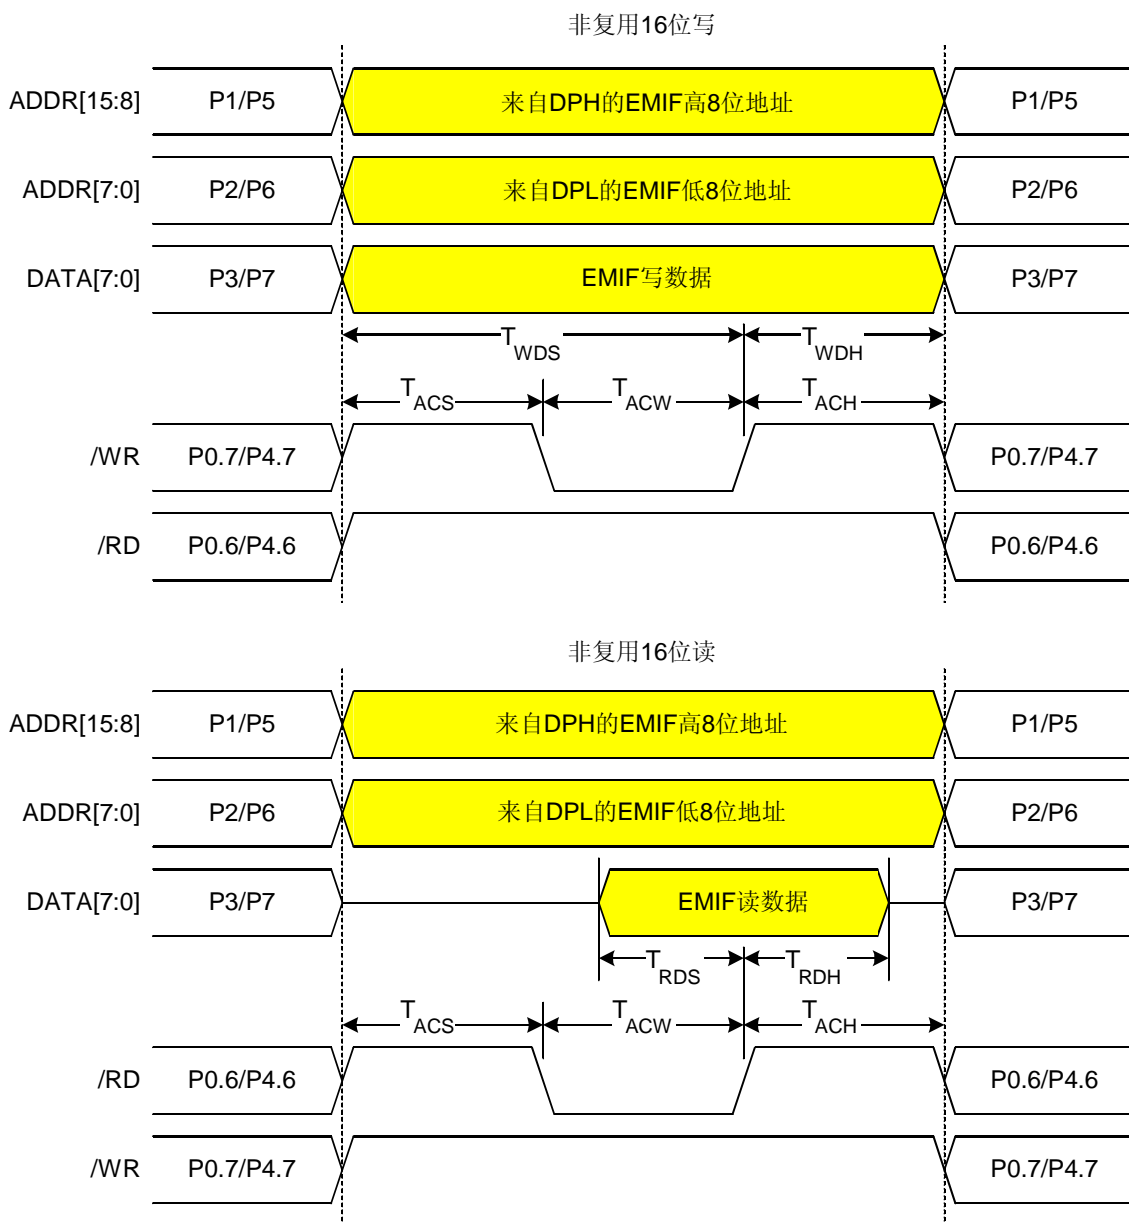 非复用16位写
ADDR[15:8] P1/P5 来自DPH的EMIF高8位地址 P1/P5
ADDR[7:0] P2/P6 来自DPL的EMIF低8位地址 P2/P6
DATA[7:0] P3/P7 EMIF写数据 P3/P7
TWDS TWDH
TACS TACW TACH
/WR P0.7/P4.7 P0.7/P4.7
/RD P0.6/P4.6 P0.6/P4.6
非复用16位读
ADDR[15:8] P1/P5 来自DPH的EMIF高8位地址 P1/P5
ADDR[7:0] P2/P6 来自DPL的EMIF低8位地址 P2/P6
DATA[7:0] P3/P7 EMIF读数据 P3/P7
TRDS TRDH
TACS TACW TACH
/RD P0.6/P4.6 P0.6/P4.6
/WR P0.7/P4.7 P0.7/P4.7